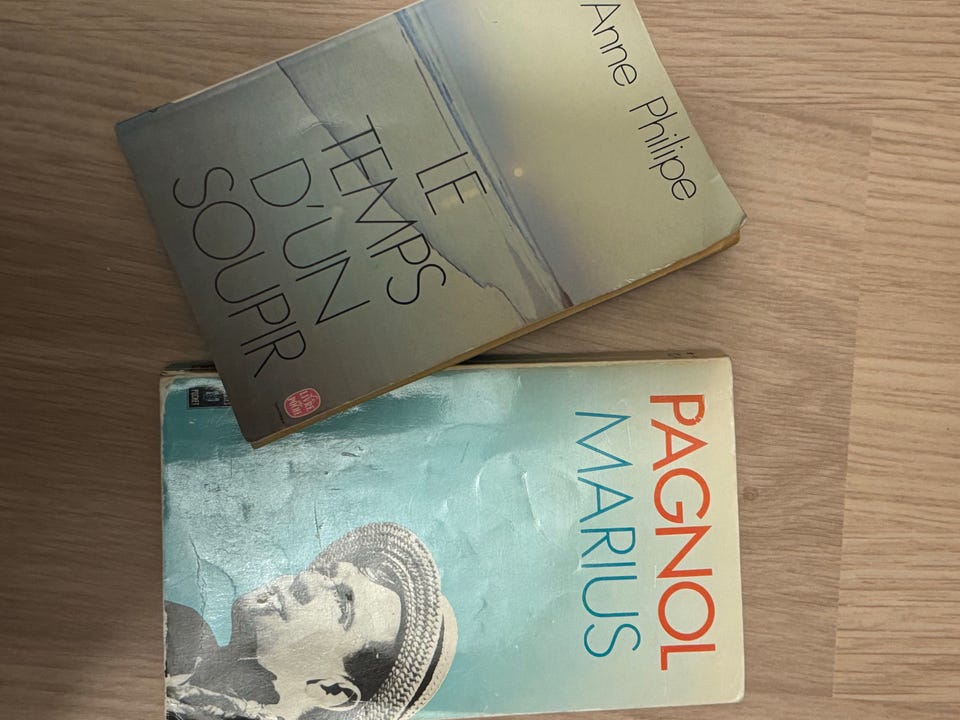 Anne Philipe
LE
TEMPS
D'UN
SOUPIR
PAGNOL
MARIUS